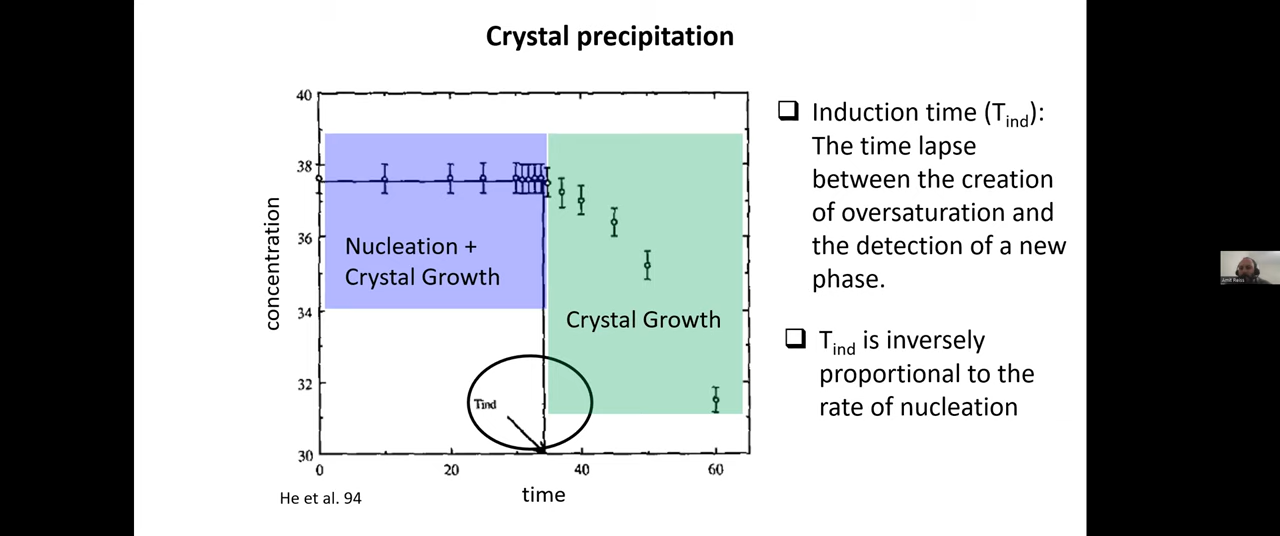 Crystal precipitation
40
38
36
34
32
30
concentration
Nucleation +
Crystal Growth
Crystal Growth
Tind
0
20
40
60
time
He et al. 94
Induction time (Tind):
The time lapse
between the creation
of oversaturation and
the detection of a new
phase.
Tind is inversely
proportional to the
rate of nucleation
Amit Reiss